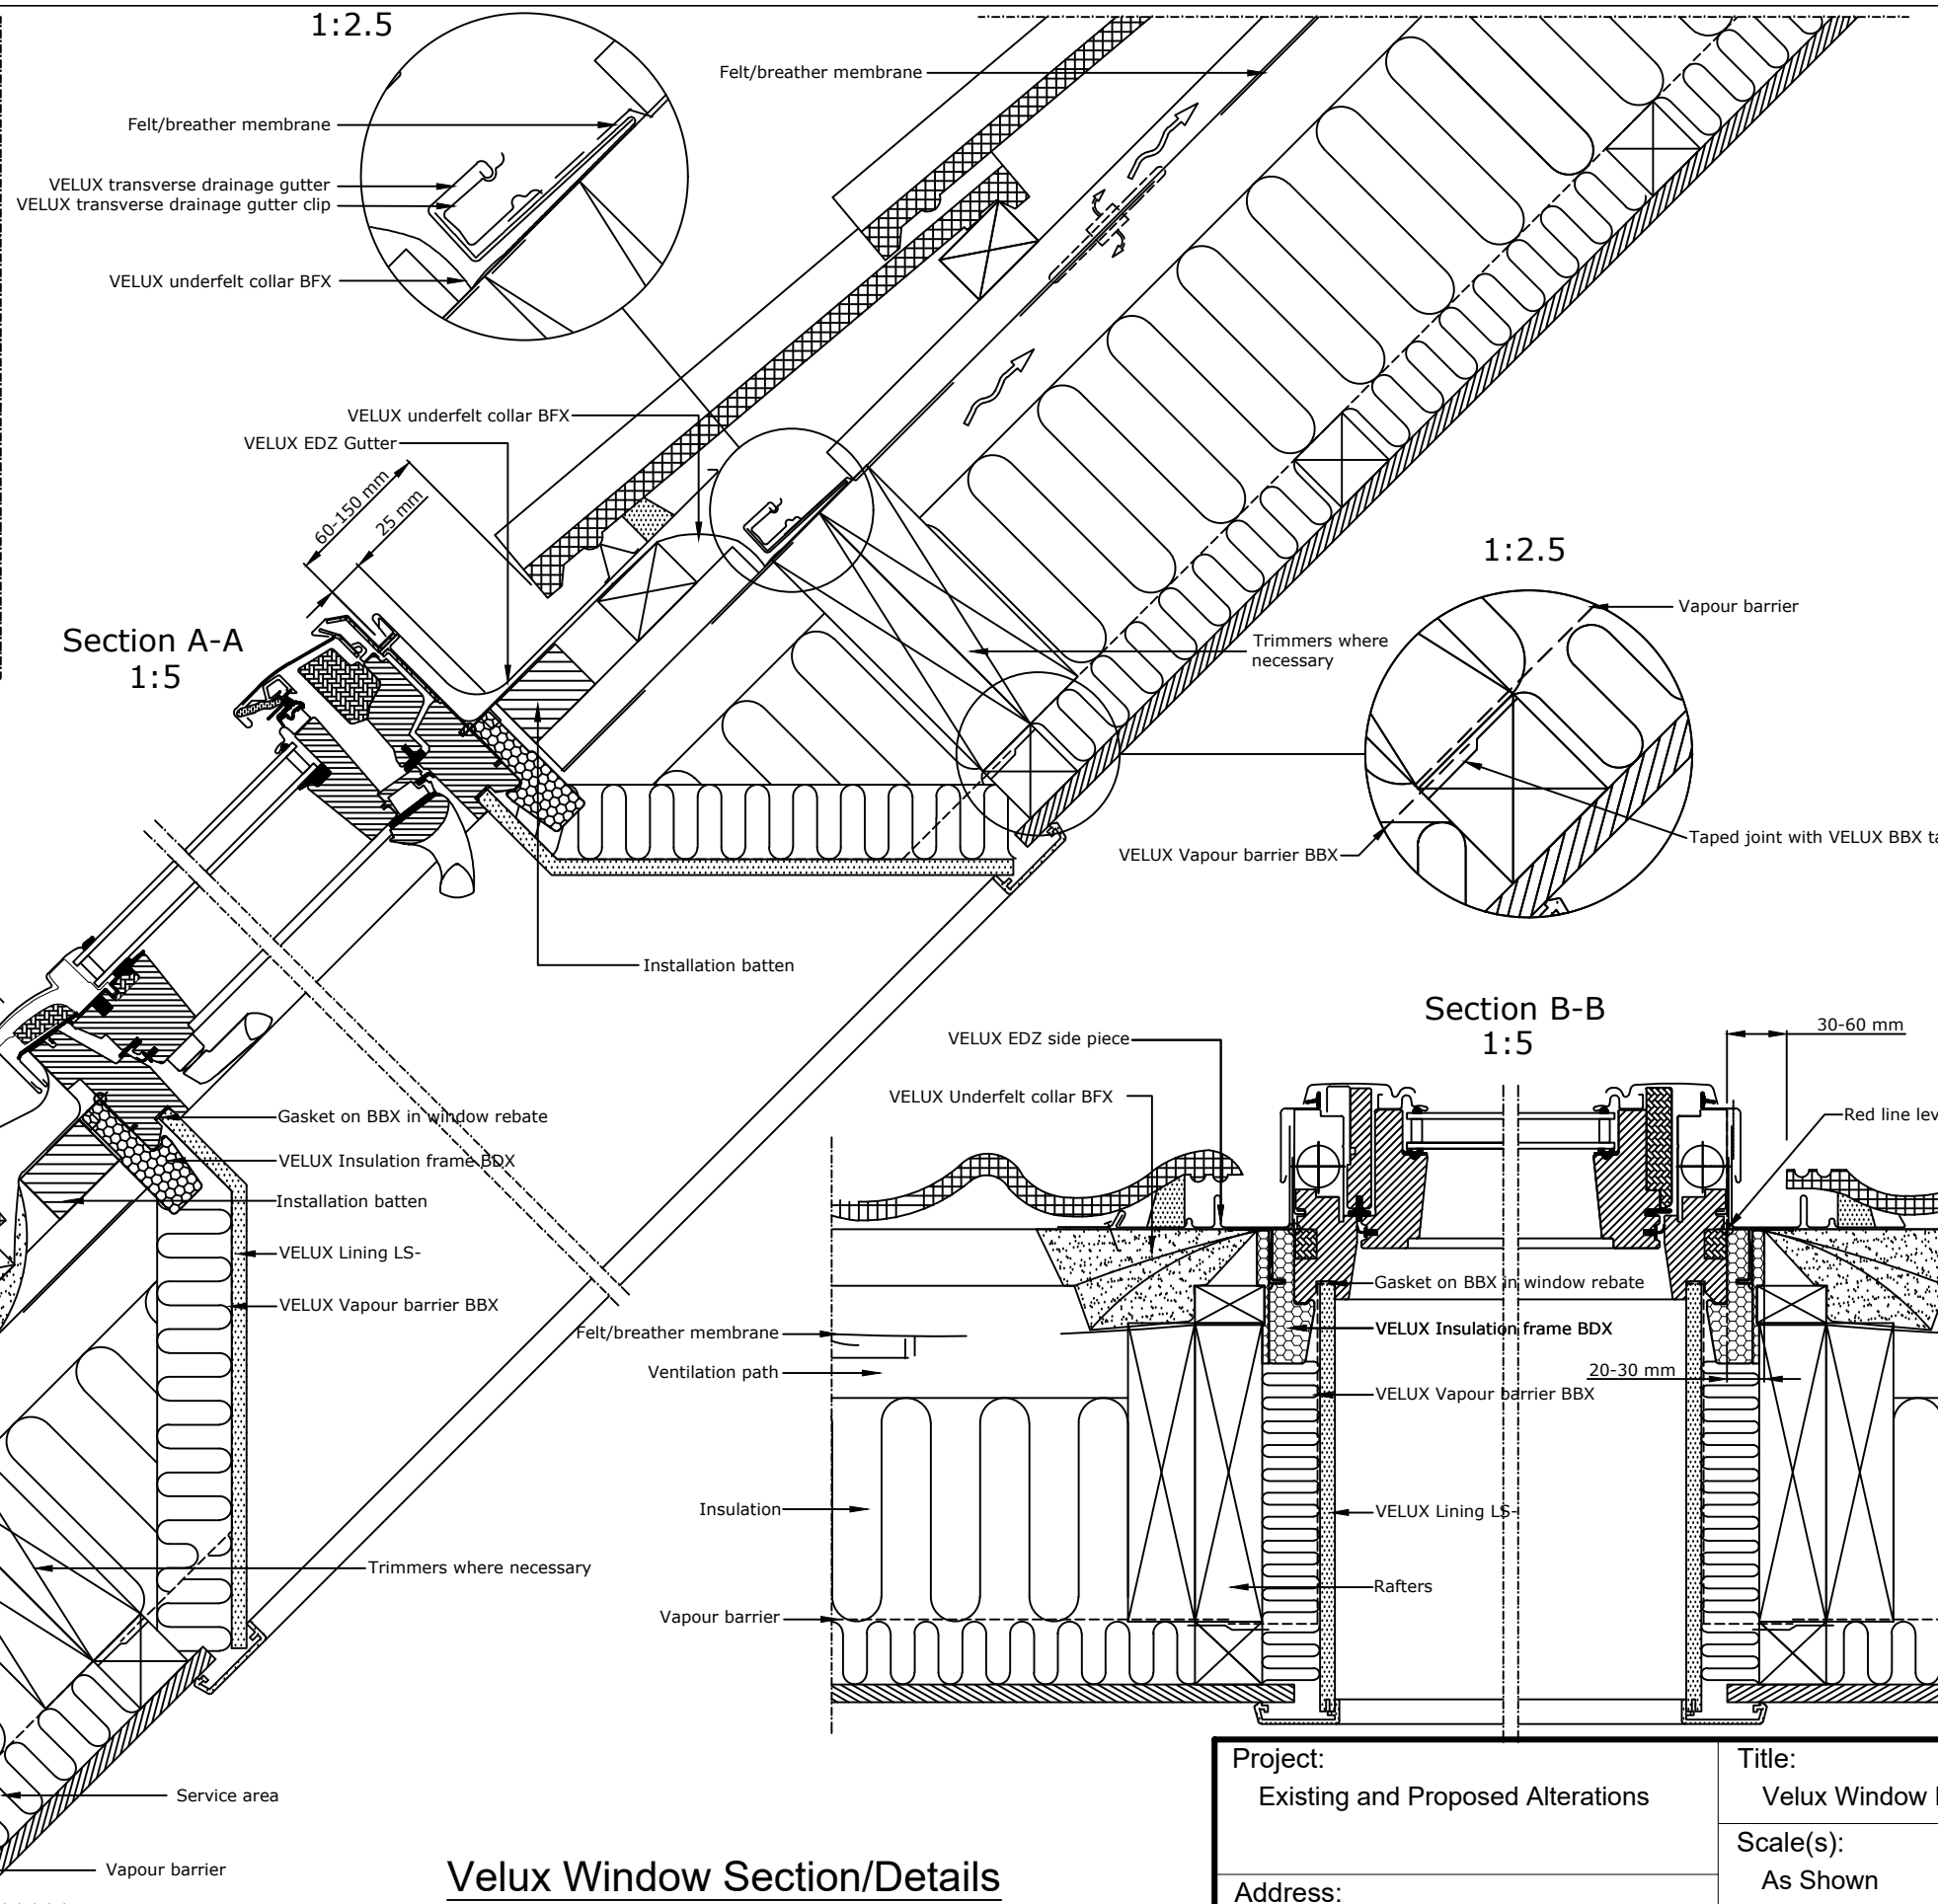 1:2.5
Felt/breather membrane
Felt/breather membrane
VELUX transverse drainage gutter
VELUX transverse drainage gutter clip
VELUX underfelt collar BFX
VELUX underfelt collar BFX
VELUX EDZ Gutter
60-150 mm
25 mm
Section A-A
1:5
1:2.5
Vapour barrier
Trimmers where
necessary
VELUX Vapour barrier BBX
Taped joint with VELUX BBX
Installation batten
Section B-B
1:5
30-60 mm
VELUX EDZ side piece
VELUX Underfelt collar BFX
Red line
Gasket on BBX in window rebate
VELUX Insulation frame BDX
Installation batten
VELUX Lining LS-
VELUX Vapour barrier BBX
Gasket on BBX in window rebate
Felt/breather membrane
VELUX Insulation frame BDX
Ventilation path
20-30 mm
VELUX Vapour barrier BBX
Insulation
VELUX Lining LS-
Trimmers where necessary
Rafters
Vapour barrier
Service area
Vapour barrier
Velux Window Section/Details
Project:
Existing and Proposed Alterations
Title:
Velux Window
Scale(s):
As Shown
Address: